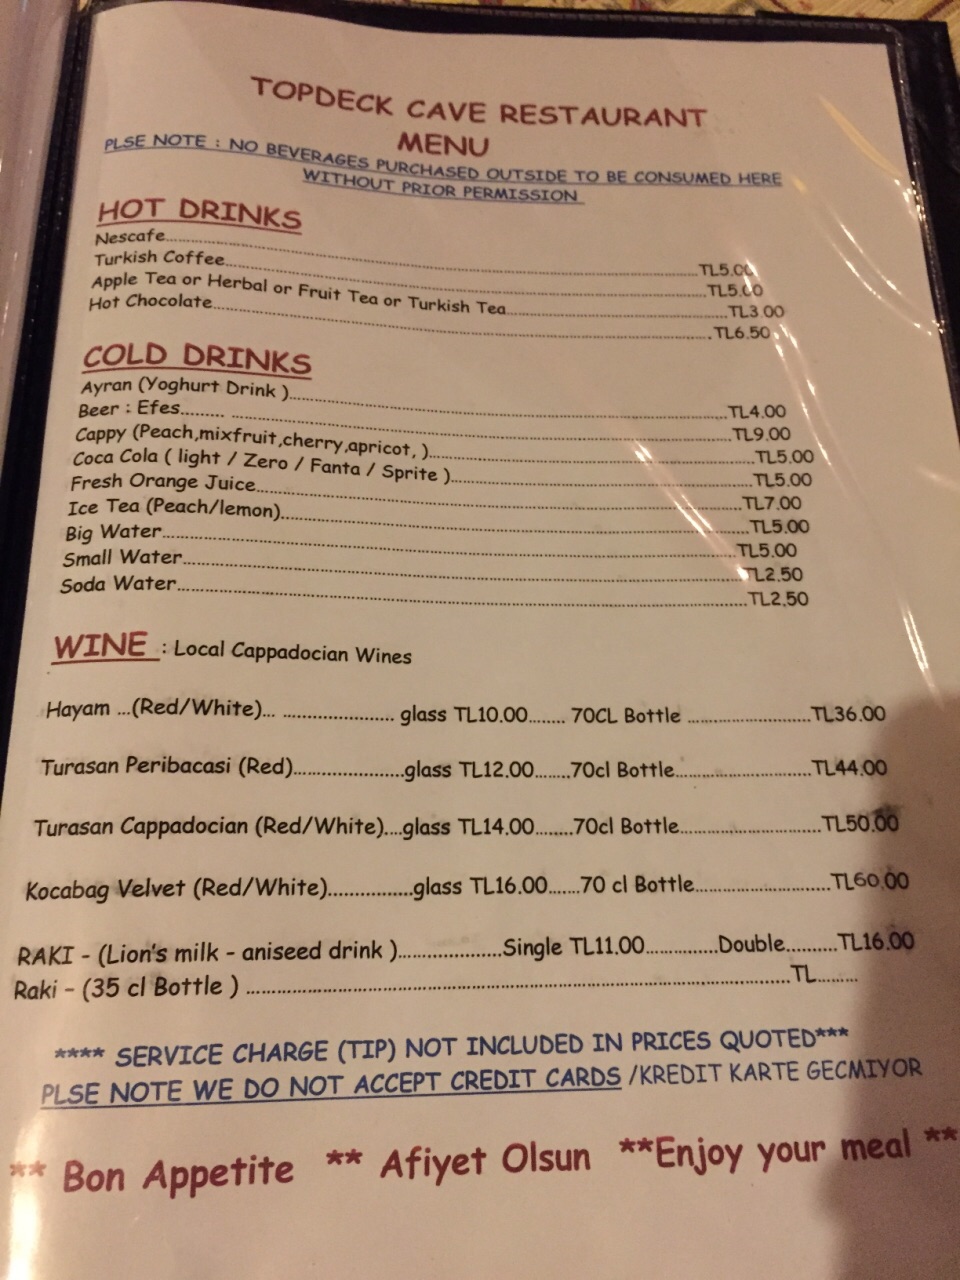 TOPDECK CAVE RESTAURANT
MENU
PLSE NOTE : NO BEVERAGES PURCHASED OUTSIDE TO BE CONSUMED HERE
WITHOUT PRIOR PERMISSION
HOT DRINKS
Nescafe..........TL5.00
Turkish Coffee..........TL5.00
Apple Tea or Herbal or Fruit Tea or Turkish Tea..........TL3.00
Hot Chocolate..........TL6.50
COLD DRINKS
Ayran (Yoghurt Drink )..........TL4.00
Beer : Efes........ ..........TL9.00
Cappy (Peach,mixfruit,cherry,apricot, )..........TL5.00
Coca Cola ( light / Zero / Fanta / Sprite )..........TL5.00
Fresh Orange Juice..........TL7.00
Ice Tea (Peach/lemon)..........TL5.00
Big Water..........TL5.00
Small Water..........TL2.50
Soda Water..........TL2.50
WINE : Local Cappadocian Wines
Hayam ...(Red/White)... .......... glass TL10.00........ 70CL Bottle ..........TL36.00
Turasan Peribacasi (Red)..........glass TL12.00........70cl Bottle..........TL44.00
Turasan Cappadocian (Red/White)....glass TL14.00........70cl Bottle..........TL50.00
Kocabag Velvet (Red/White)..........glass TL16.00.......70 cl Bottle..........TL60.00
RAKI - (Lion's milk - aniseed drink )..........Single TL11.00..........Double.........TL16.00
Raki - (35 cl Bottle ) ..........TL.........
**** SERVICE CHARGE (TIP) NOT INCLUDED IN PRICES QUOTED***
PLSE NOTE WE DO NOT ACCEPT CREDIT CARDS /KREDIT KARTE GECMIYOR
** Bon Appetite ** Afiyet Olsun **Enjoy your meal **